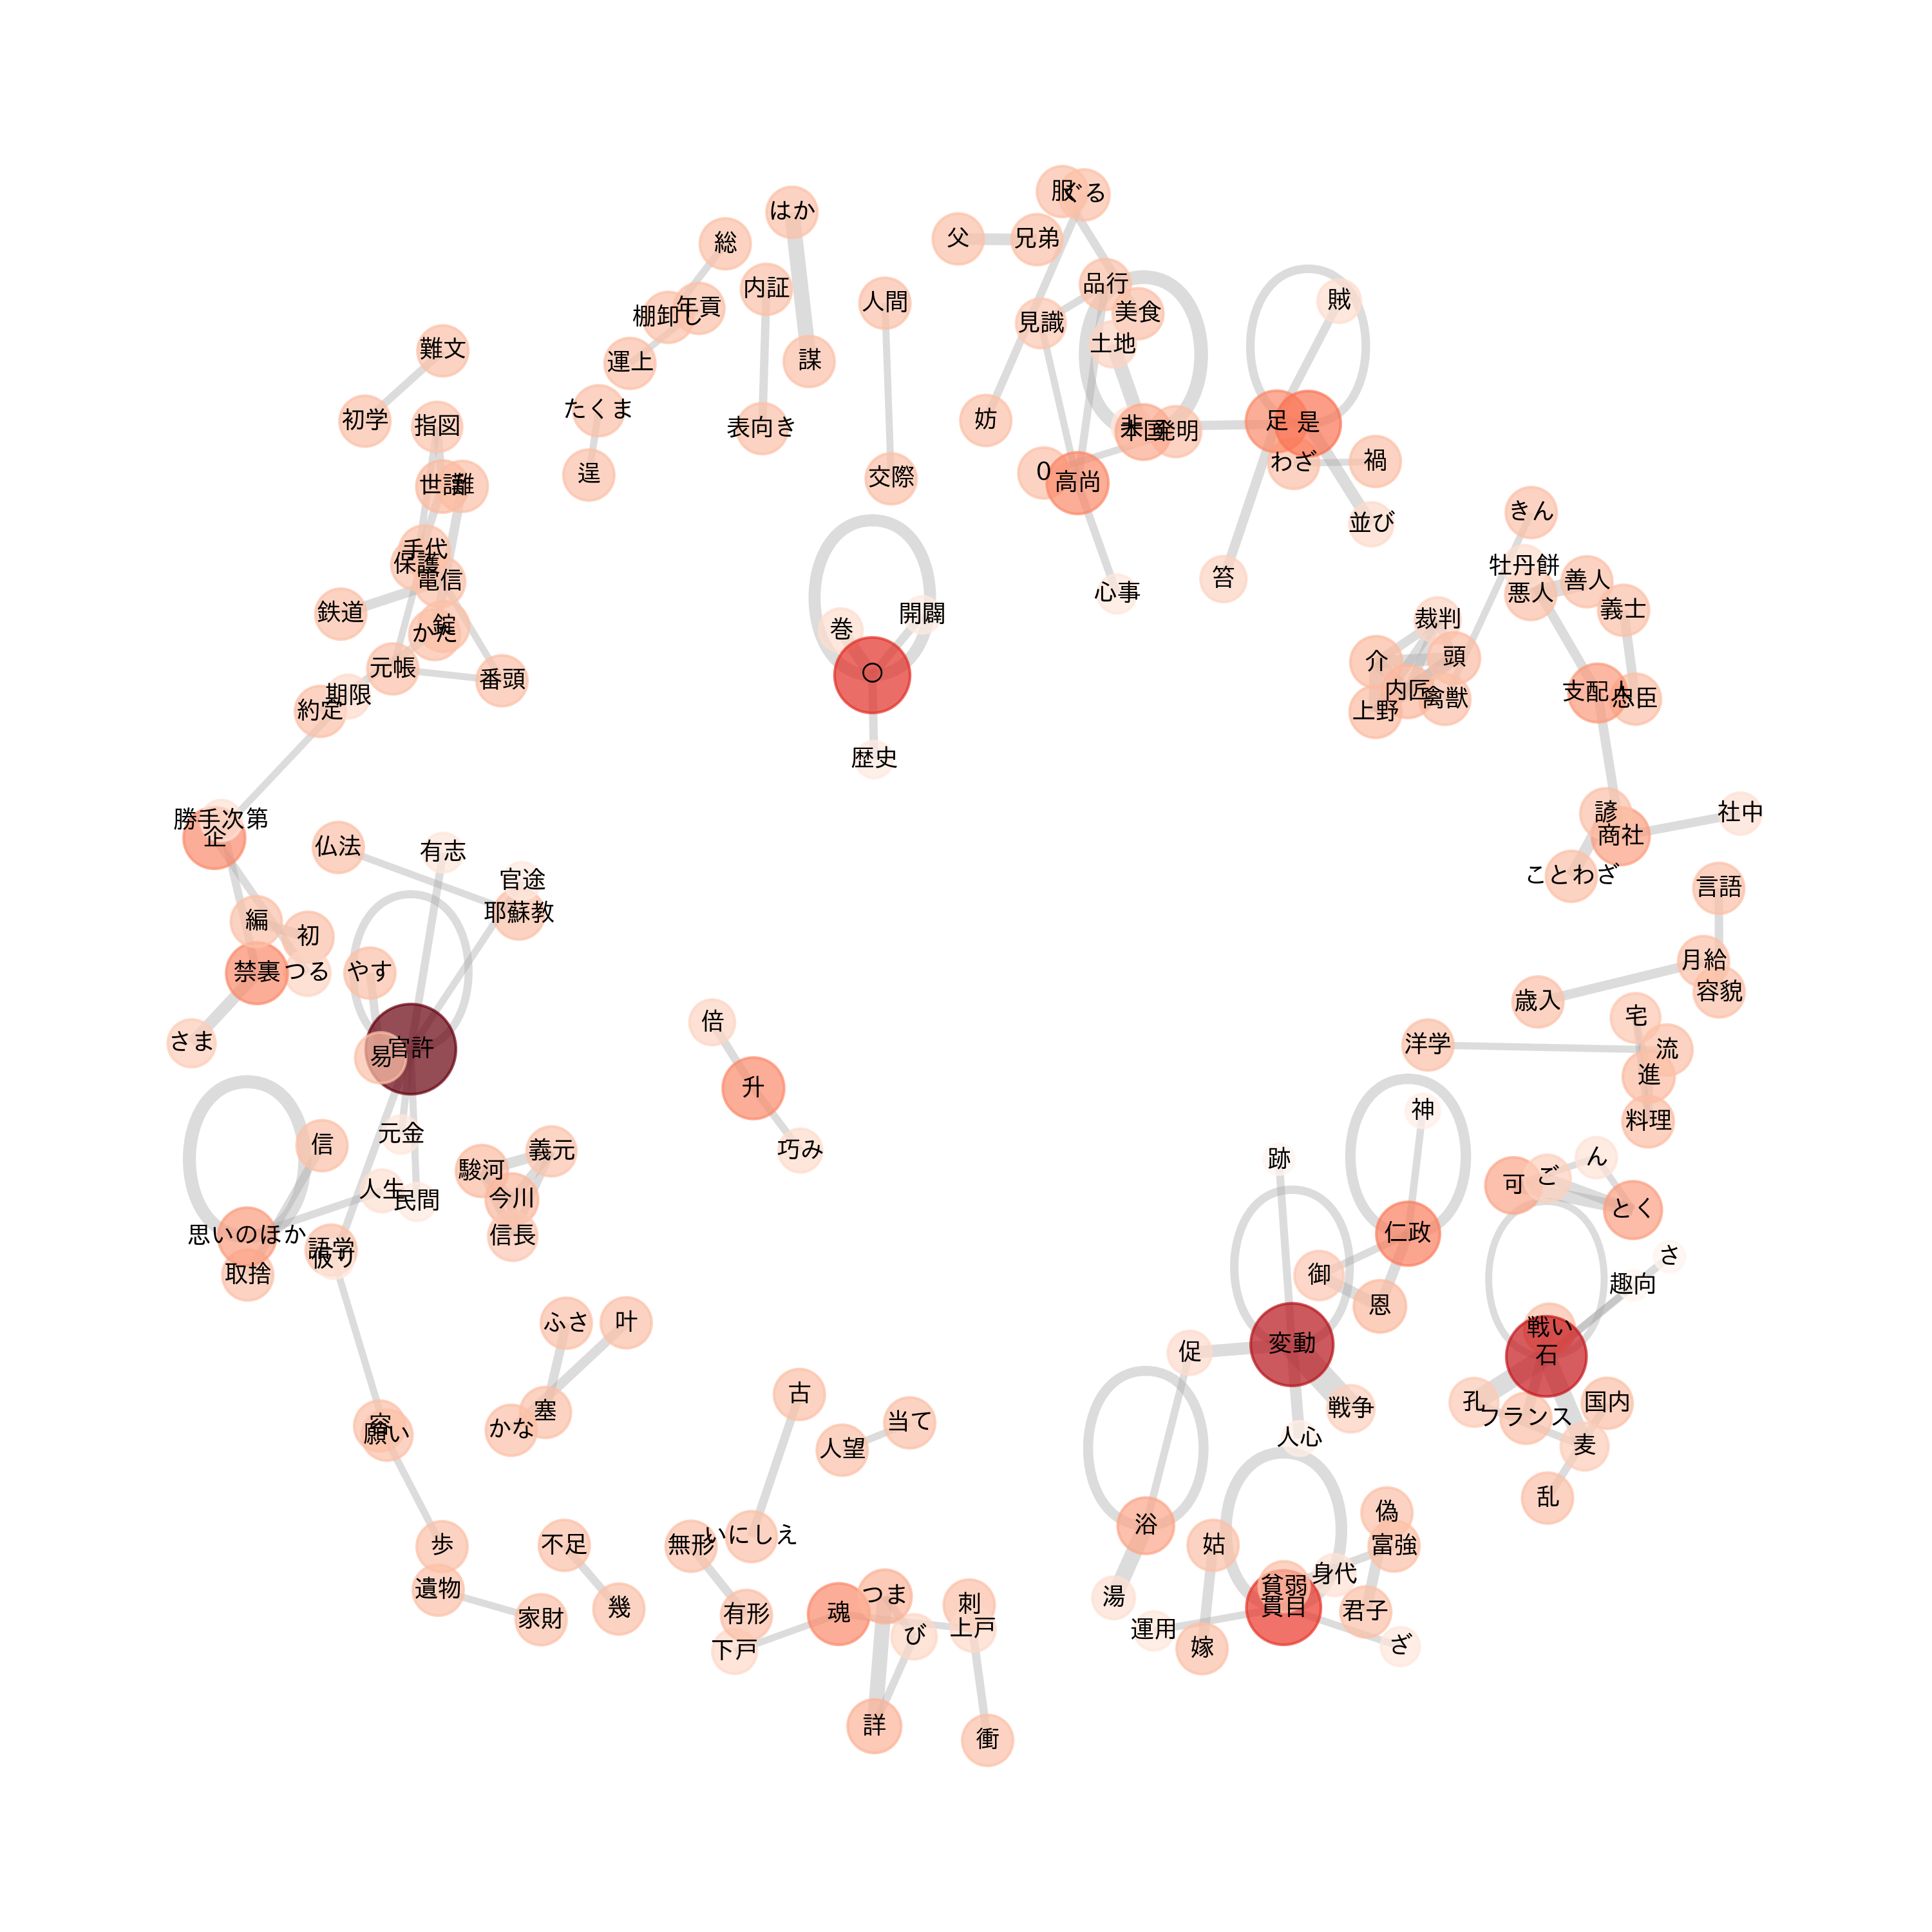 服
ぐる
はか
父
兄弟
総
内証
品行
賊
人間
年貢
棚卸し
美食
見識
土地
難文
運上
謀
たくま
初学
指図
表向き
妨
足
是
本国
発明
わざ
禍
0
高尚
交際
逞
世話
難
きん
並び
手代
保護
牡丹餅
笞
電信
善人
心事
悪人
義士
鉄道
開闢
裁判
巻
錠
かた
頭
介
元帳
〇
番頭
内匠
禽獣
支配人
忠臣
期限
約定
上野
歴史
諺
社中
勝手次第
企
商社
仏法
有志
ことわざ
官途
言語
耶蘇教
編
初
月給
禁裏
つる
やす
容貌
歳入
宅
倍
さま
洋学
流
官許
易
進
升
神
料理
元金
信
義元
巧み
跡
ん
駿河
ご
可
人生
民間
今川
とく
思いのほか
信長
仁政
語学
仮り
さ
取捨
御
趣向
恩
ふさ
叶
戦い
変動
促
石
古
孔
国内
戦争
塞
フランス
当て
容
願い
かな
人望
人心
麦
乱
偽
浴
いにしえ
歩
不足
無形
姑
富強
身代
貧弱
遺物
つま
湯
刺
貫目
幾
魂
有形
君子
家財
上戸
運用
び
ざ
嫁
下戸
詳
衝